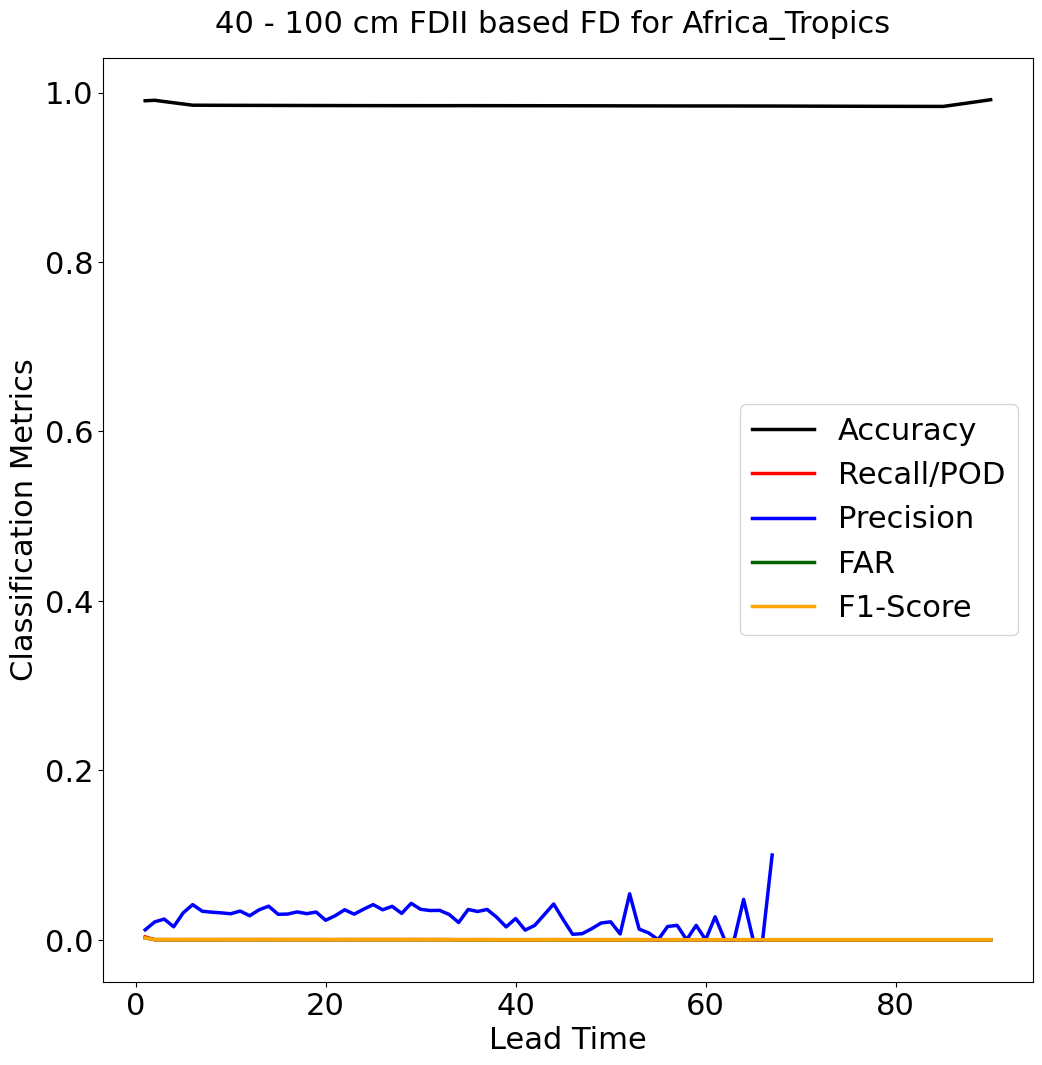 40 - 100 cm FDII based FD for Africa_Tropics
1.0
0.8
0.6
0.4
0.2
0.0
Classification Metrics
Accuracy
Recall/POD
Precision
FAR
F1-Score
0 20 40 60 80
Lead Time